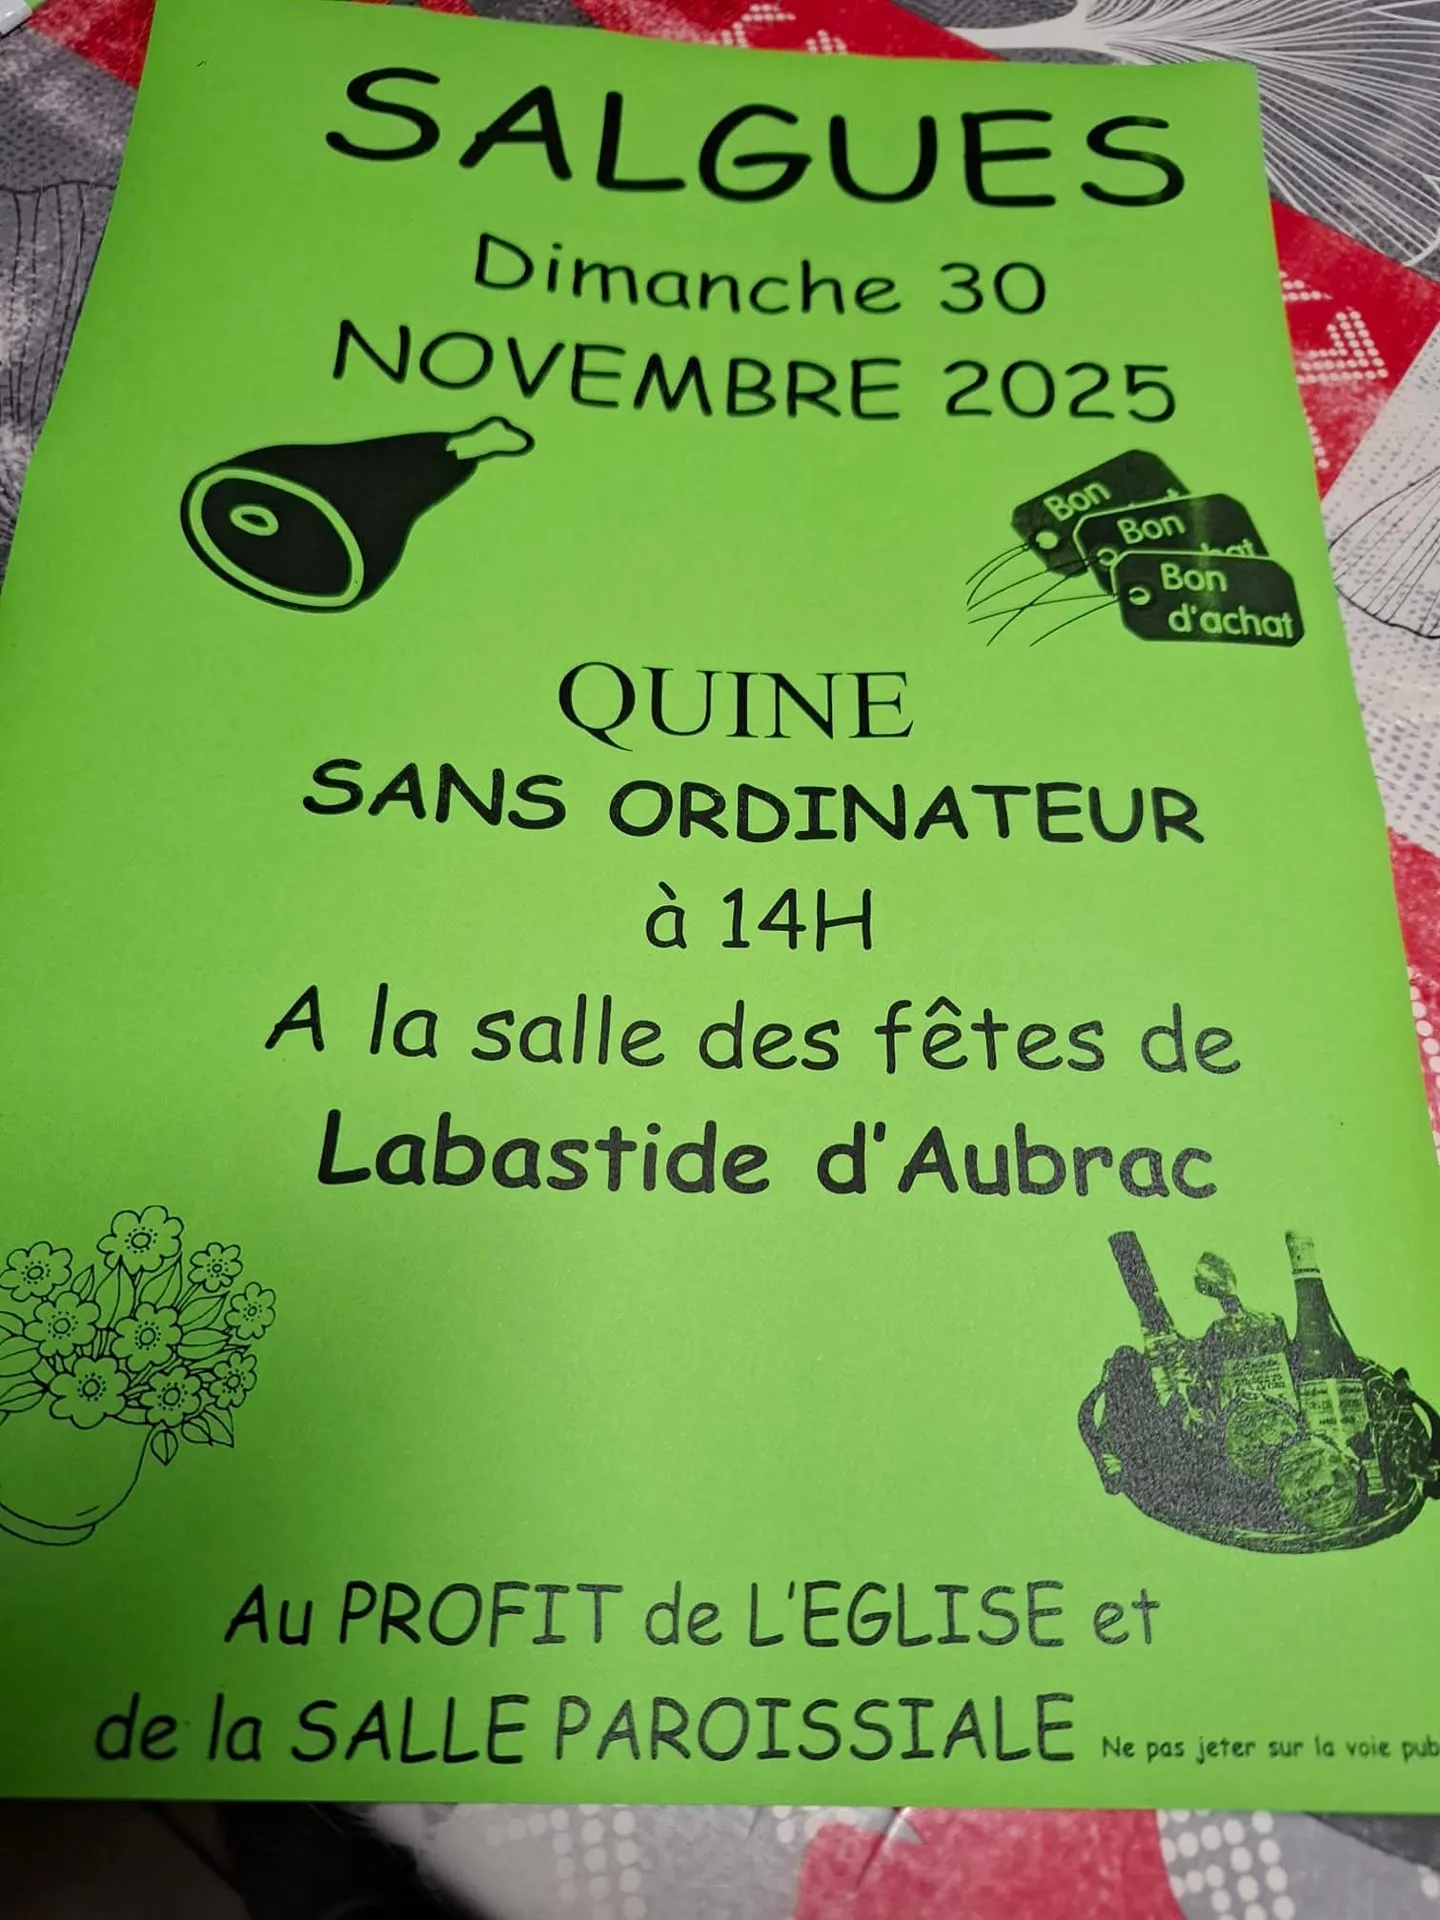 SALGUES
Dimanche 30
NOVEMBRE 2025
Bon
Bon
Bon
d'achat
QUINE
SANS ORDINATEUR
à 14H
A la salle des fêtes de
Labastide d'Aubrac
Au PROFIT de L'EGLISE et
de la SALLE PAROISSIALE
Ne pas jeter sur la voie pub